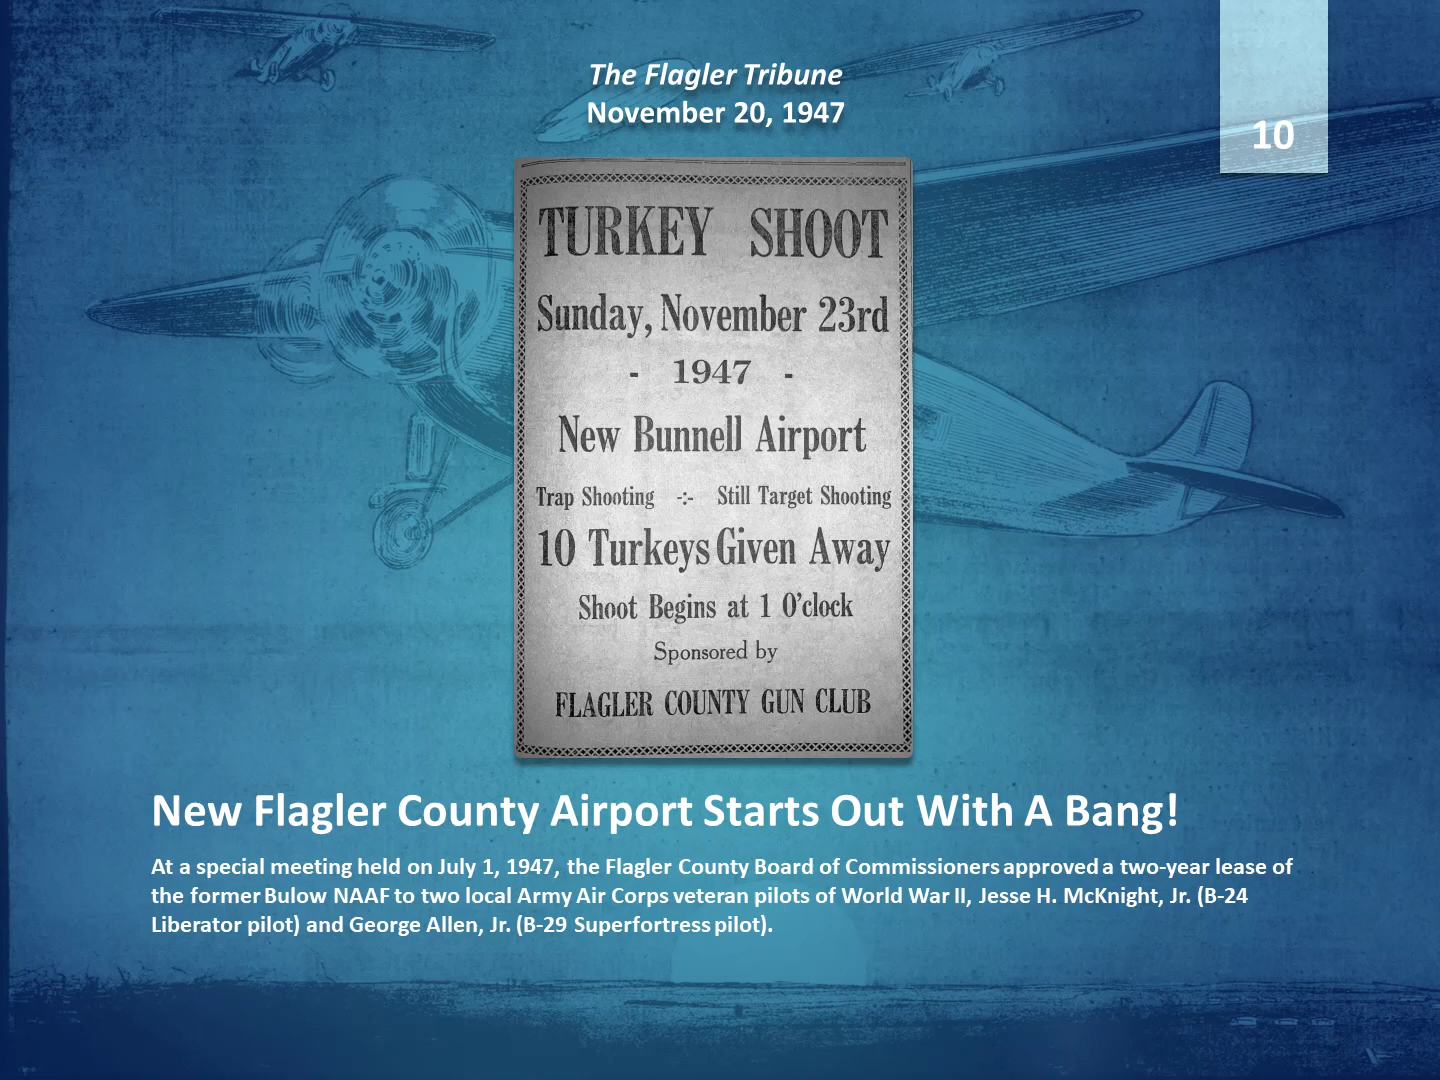 The Flagler Tribune
November 20, 1947
10
TURKEY SHOOT
Sunday, November 23rd
- 1947 -
New Bunnell Airport
Trap Shooting -:- Still Target Shooting
10 Turkeys Given Away
Shoot Begins at 1 O'clock
Sponsored by
FLAGLER COUNTY GUN CLUB
New Flagler County Airport Starts Out With A Bang!
At a special meeting held on July 1, 1947, the Flagler County Board of Commissioners approved a two-year lease of
the former Bulow NAAF to two local Army Air Corps veteran pilots of World War II, Jesse H. McKnight, Jr. (B-24
Liberator pilot) and George Allen, Jr. (B-29 Superfortress pilot).